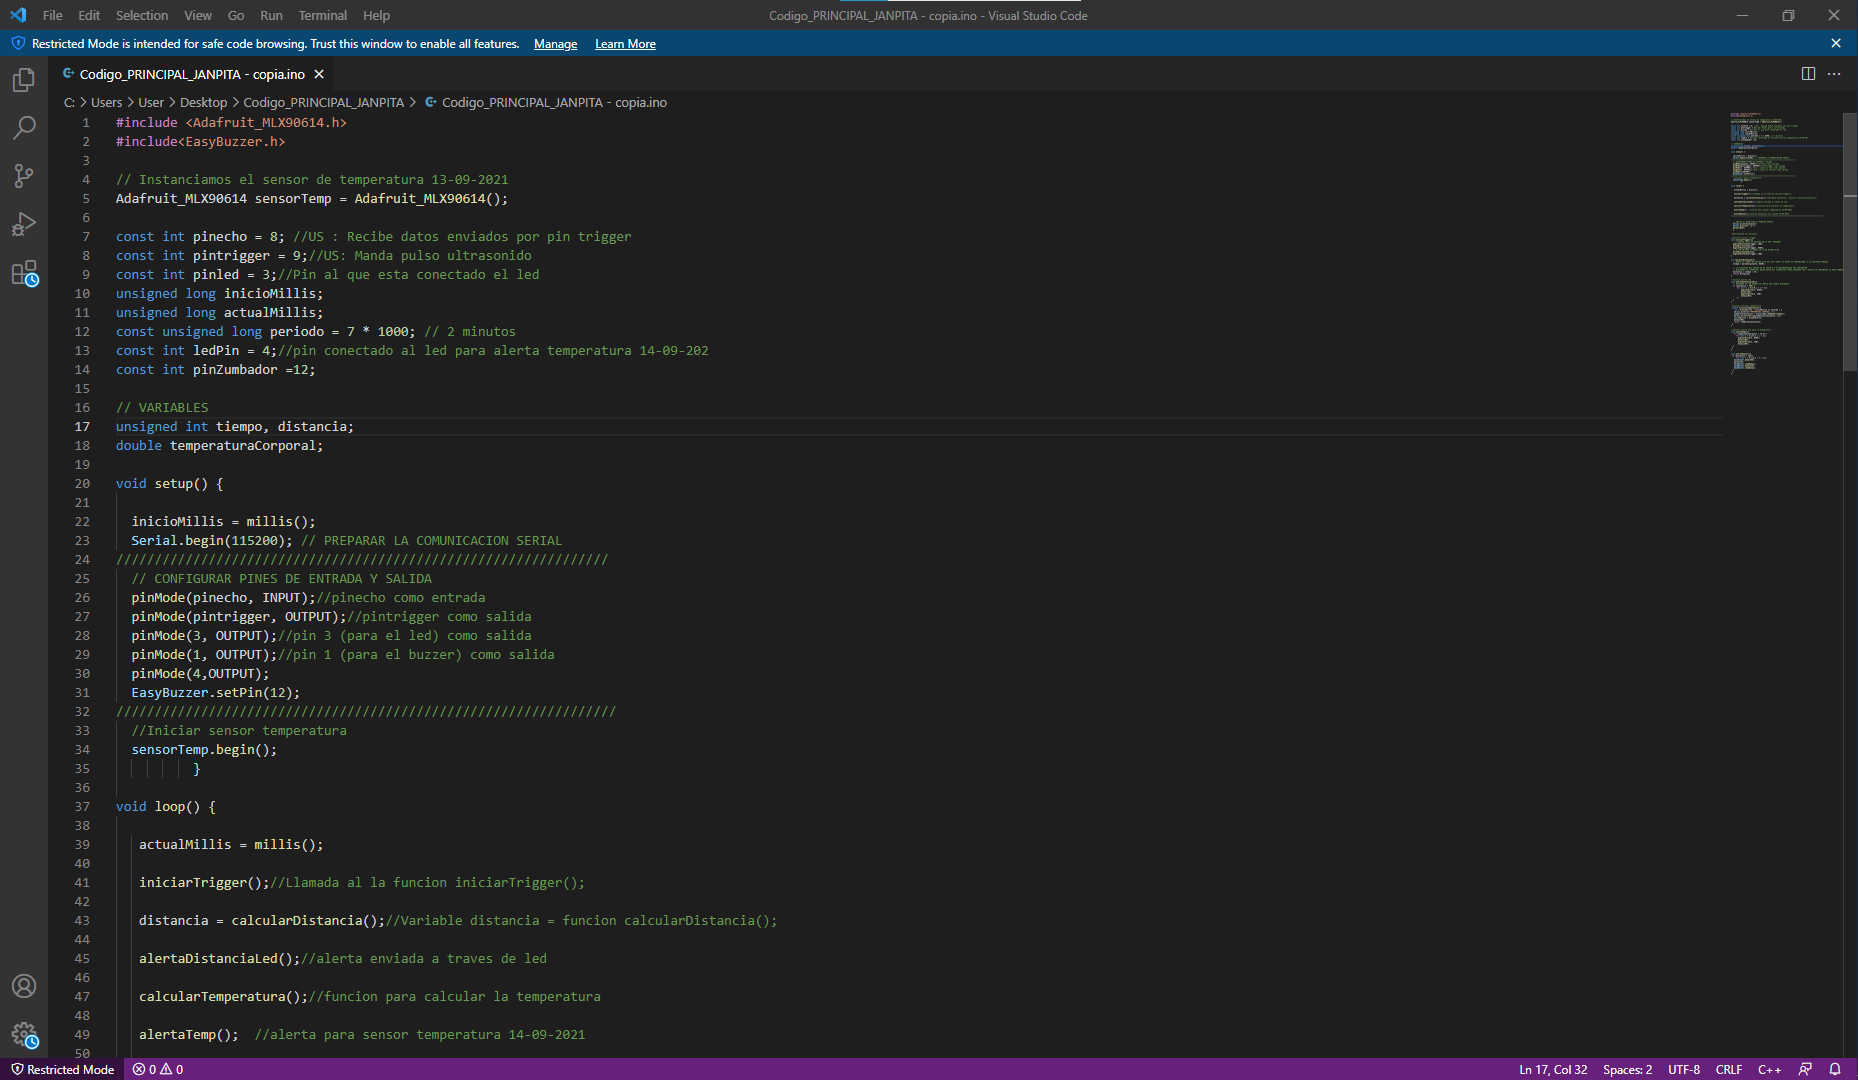 File Edit Selection View Go Run Terminal Help
Codigo_PRINCIPAL_JANPITA - copia.ino - Visual Studio Code
Restricted Mode is intended for safe code browsing. Trust this window to enable all features. Manage Learn More
Codigo_PRINCIPAL_JANPITA - copia.ino
C: > Users > User > Desktop > Codigo_PRINCIPAL_JANPITA > Codigo_PRINCIPAL_JANPITA - copia.ino
1 #include <Adafruit_MLX90614.h>
2 #include<EasyBuzzer.h>
3
4 // Instanciamos el sensor de temperatura 13-09-2021
5 Adafruit_MLX90614 sensorTemp = Adafruit_MLX90614();
6
7 const int pinecho = 8; //US : Recibe datos enviados por pin trigger
8 const int pintrigger = 9;//US: Manda pulso ultrasonido
9 const int pinled = 3;//Pin al que esta conectado el led
10 unsigned long inicioMillis;
11 unsigned long actualMillis;
12 const unsigned long periodo = 7 * 1000; // 2 minutos
13 const int ledPin = 4;//pin conectado al led para alerta temperatura 14-09-202
14 const int pinZumbador =12;
15
16 // VARIABLES
17 unsigned int tiempo, distancia;
18 double temperaturaCorporal;
19
20 void setup() {
21
22 inicioMillis = millis();
23 Serial.begin(115200); // PREPARAR LA COMUNICACION SERIAL
24 ////////////////////////////////////////////////////////////////
25 // CONFIGURAR PINES DE ENTRADA Y SALIDA
26 pinMode(pinecho, INPUT);//pinecho como entrada
27 pinMode(pintrigger, OUTPUT);//pintrigger como salida
28 pinMode(3, OUTPUT);//pin 3 (para el led) como salida
29 pinMode(1, OUTPUT);//pin 1 (para el buzzer) como salida
30 pinMode(4,OUTPUT);
31 EasyBuzzer.setPin(12);
32 /////////////////////////////////////////////////////////////////
33 //Iniciar sensor temperatura
34 sensorTemp.begin();
35 }
36
37 void loop() {
38
39 actualMillis = millis();
40
41 iniciarTrigger();//Llamada al la funcion iniciarTrigger();
42
43 distancia = calcularDistancia();//Variable distancia = funcion calcularDistancia();
44
45 alertaDistanciaLed();//alerta enviada a traves de led
46
47 calcularTemperatura();//funcion para calcular la temperatura
48
49 alertaTemp(); //alerta para sensor temperatura 14-09-2021
50
Restricted Mode 0 0 Ln 17, Col 32 Spaces: 2 UTF-8 CRLF C++